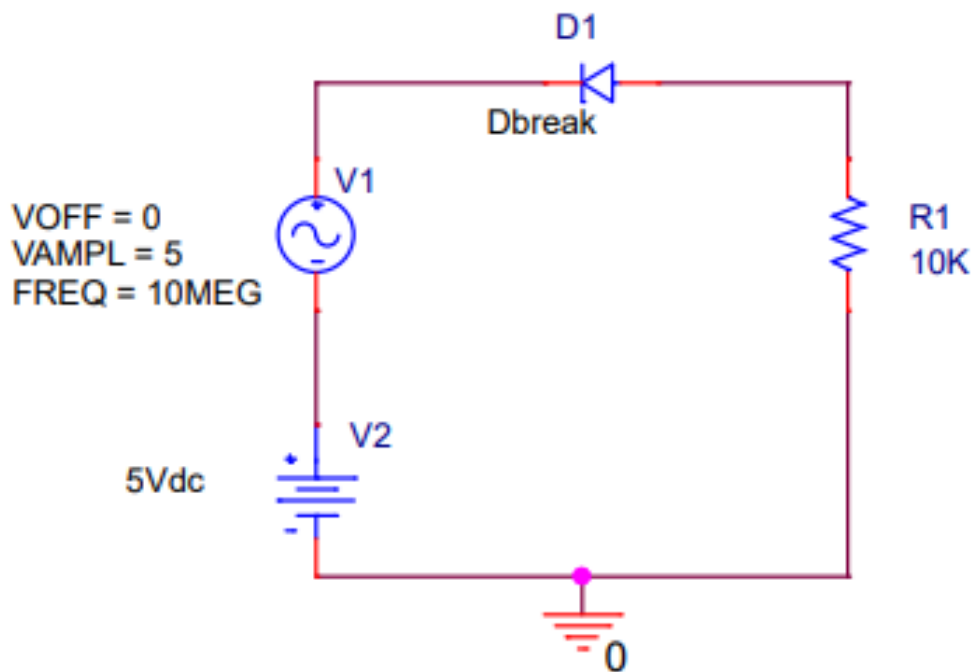 D1
Dbreak
V1
VOFF = 0
VAMPL = 5
FREQ = 10MEG
+
-
R1
10K
V2
+
5Vdc
-
0